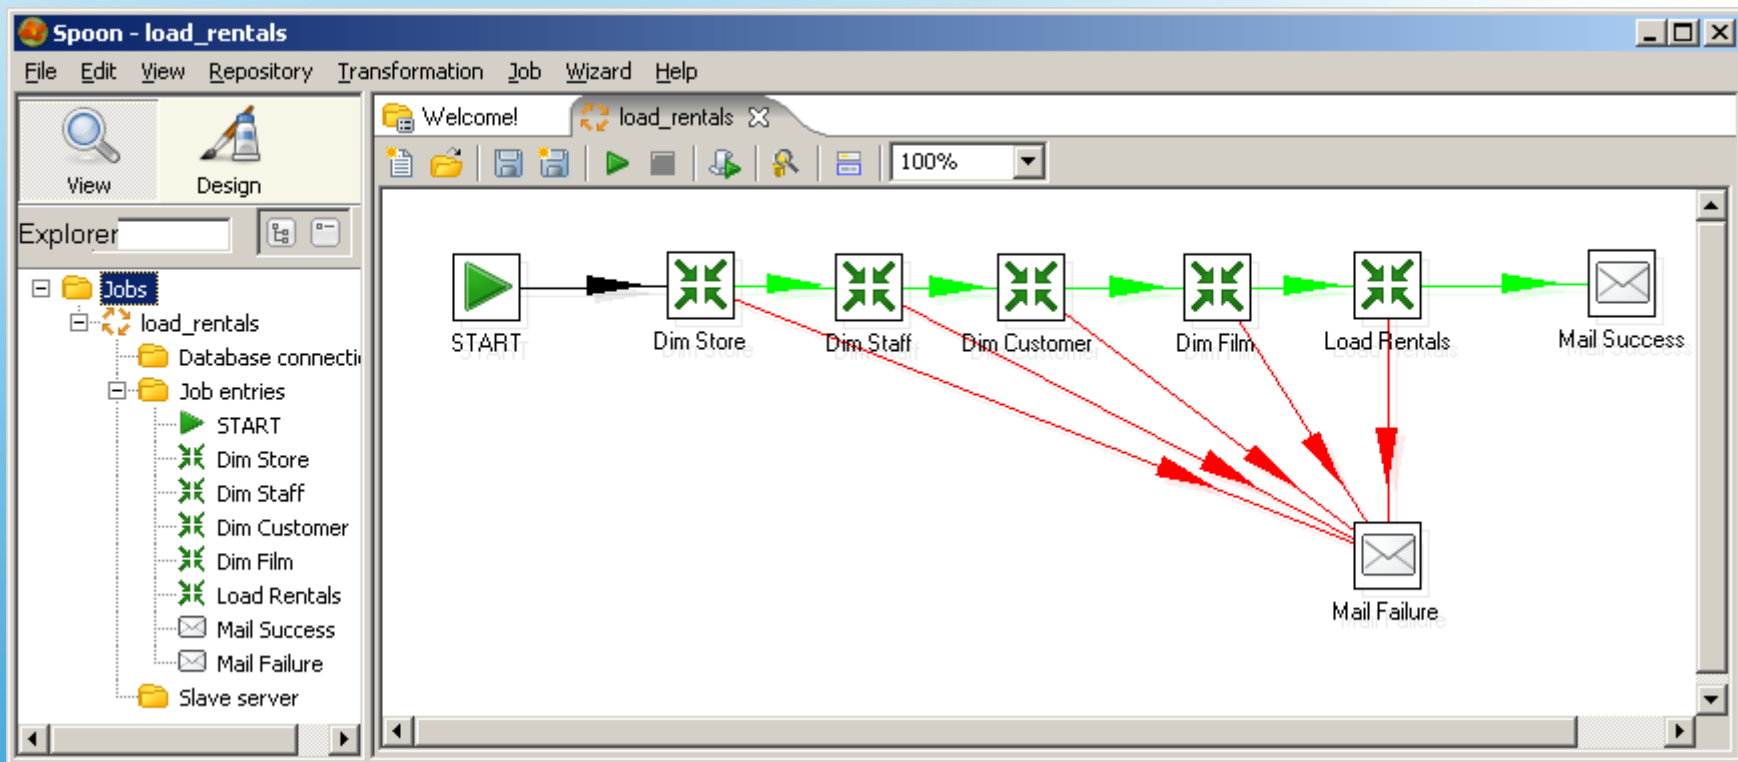 Spoon - load_rentals
File Edit View Repository Transformation Job Wizard Help
View Design
Explorer
Jobs
load_rentals
Database connecti
Job entries
START
Dim Store
Dim Staff
Dim Customer
Dim Film
Load Rentals
Mail Success
Mail Failure
Slave server
Welcome! load_rentals
100%
START Dim Store Dim Staff Dim Customer Dim Film Load Rentals Mail Success
Mail Failure